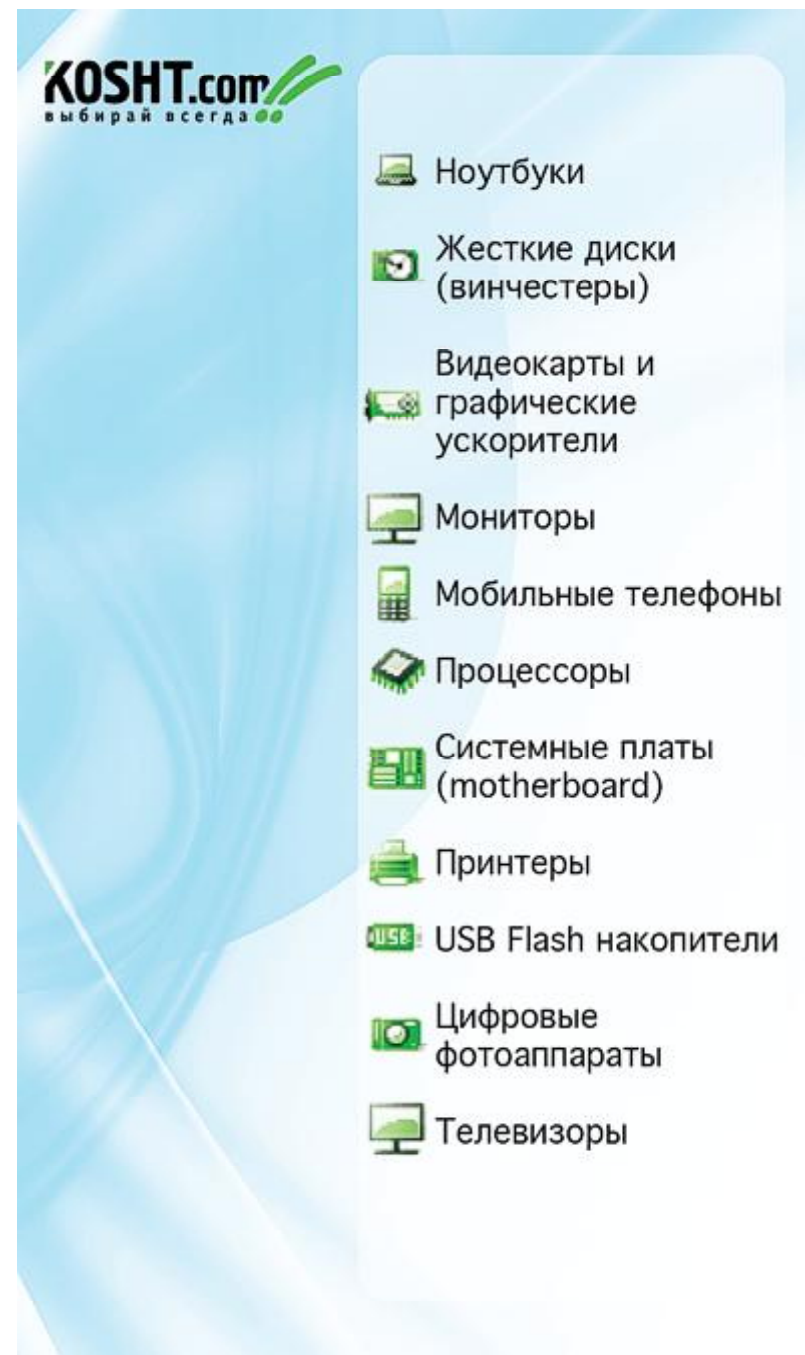 KOSHT.com
выбирай всегда
Ноутбуки
Жесткие диски
(винчестеры)
Видеокарты и
графические
ускорители
Мониторы
Мобильные телефоны
Процессоры
Системные платы
(motherboard)
Принтеры
USB
USB Flash накопители
Цифровые
фотоаппараты
Телевизоры